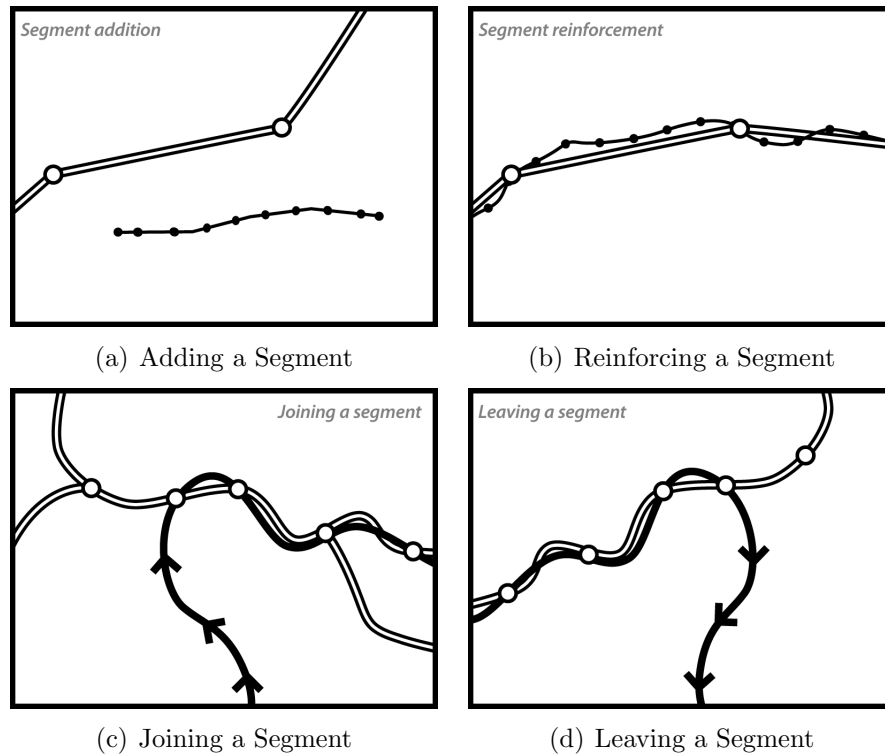 Segment addition
Segment reinforcement
(a) Adding a Segment
(b) Reinforcing a Segment
Joining a segment
Leaving a segment
(c) Joining a Segment
(d) Leaving a Segment